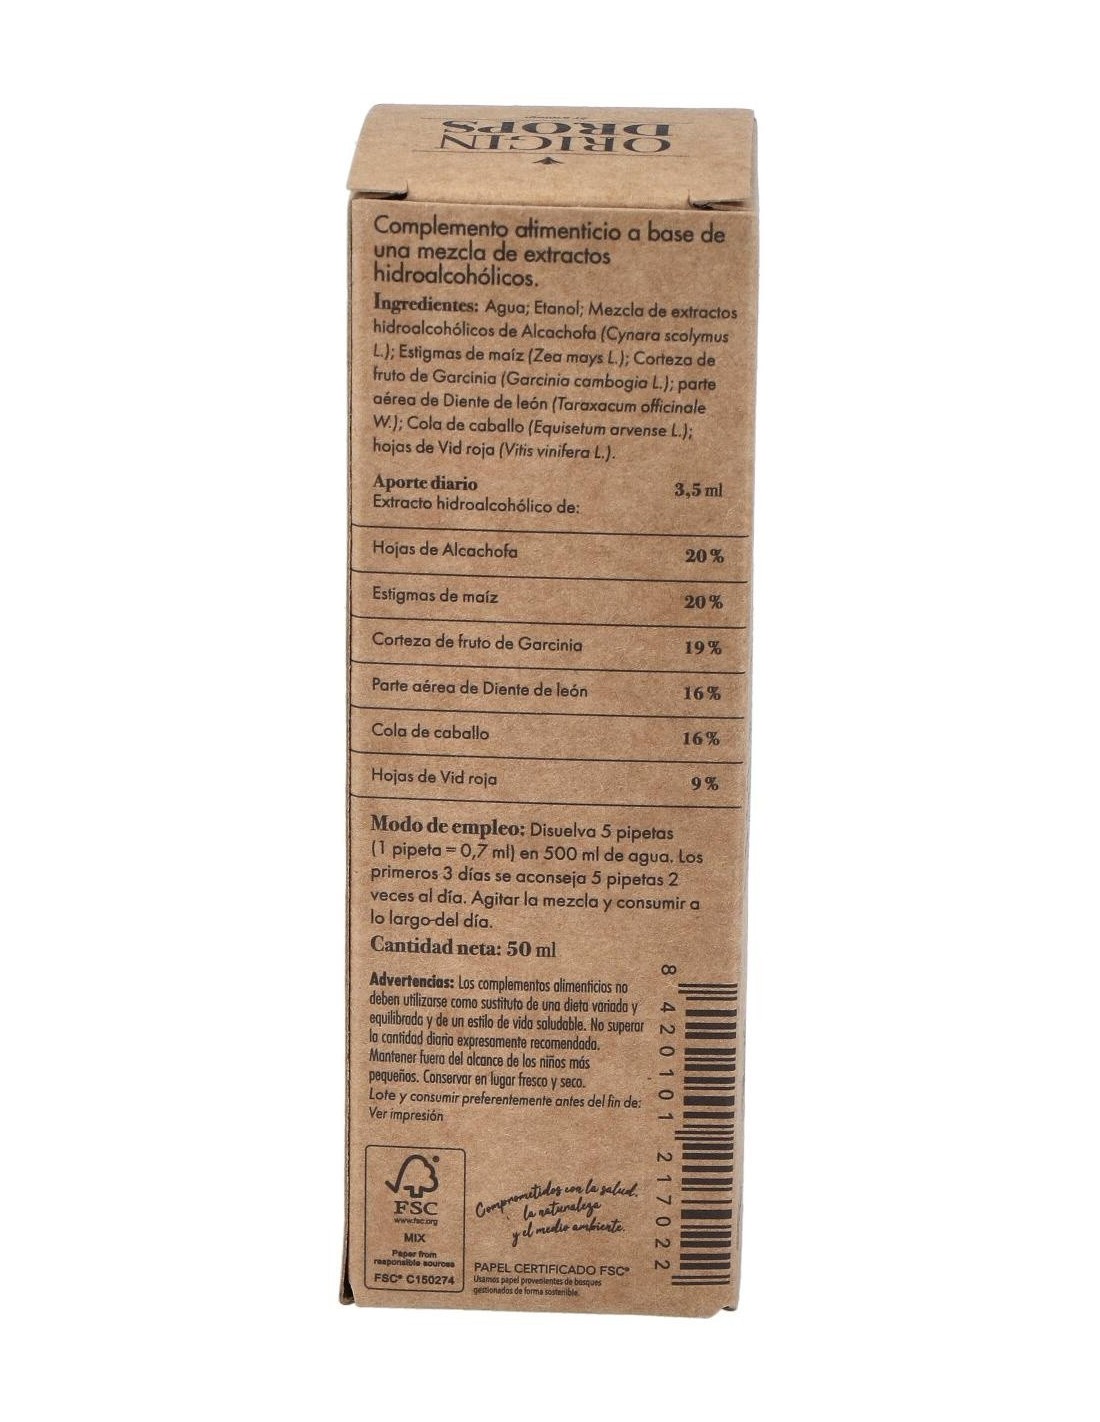 ORIGIN
DROPS
Complemento alimenticio a base de
una mezcla de extractos
hidroalcohólicos.
Ingredientes: Agua; Etanol; Mezcla de extractos
hidroalcohólicos de Alcachofa (Cynara scolymus
L.); Estigmas de maíz (Zea mays L.); Corteza de
fruto de Garcinia (Garcinia cambogia L.); parte
aérea de Diente de león (Taraxacum officinale
W.); Cola de caballo (Equisetum arvense L.);
hojas de Vid roja (Vitis vinifera L.).
Aporte diario 3,5 ml
Extracto hidroalcohólico de:
Hojas de Alcachofa 20%
Estigmas de maíz 20%
Corteza de fruto de Garcinia 19%
Parte aérea de Diente de león 16%
Cola de caballo 16%
Hojas de Vid roja 9%
Modo de empleo: Disuelva 5 pipetas
(1 pipeta = 0,7 ml) en 500 ml de agua. Los
primeros 3 días se aconseja 5 pipetas 2
veces al día. Agitar la mezcla y consumir a
lo largo del día.
Cantidad neta: 50 ml
Advertencias: Los complementos alimenticios no
deben utilizarse como sustituto de una dieta variada y
equilibrada y de un estilo de vida saludable. No superar
la cantidad diaria expresamente recomendada.
Mantener fuera del alcance de los niños más
pequeños. Conservar en lugar fresco y seco.
Lote y consumir preferentemente antes del fin de:
Ver impresión
8 420101 217022
FSC
www.fsc.org
MIX
Paper from
responsible sources
FSC® C150274
Comprometidos con la salud,
la naturaleza
y el medio ambiente.
PAPEL CERTIFICADO FSC®
Usamos papel provenientes de bosques
gestionados de forma sostenible.